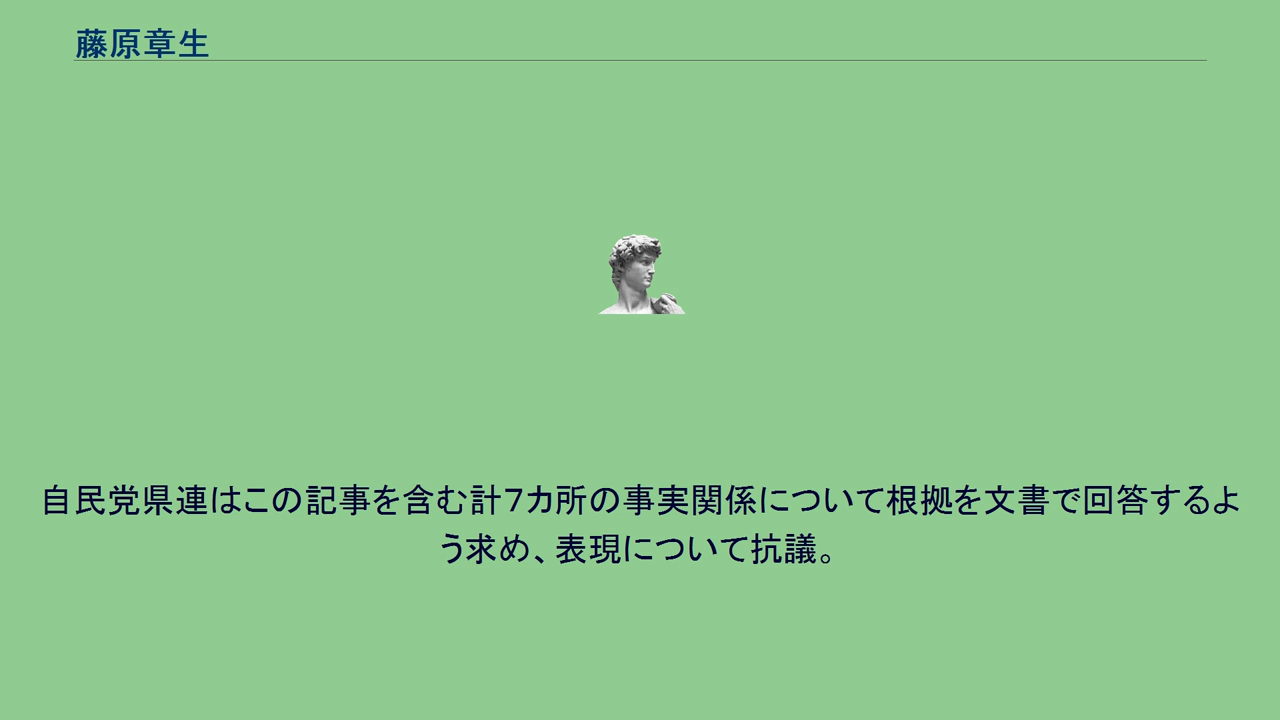 藤原章生
自民党県連はこの記事を含む計７カ所の事実関係について根拠を文書で回答するよ
う求め、表現について抗議。